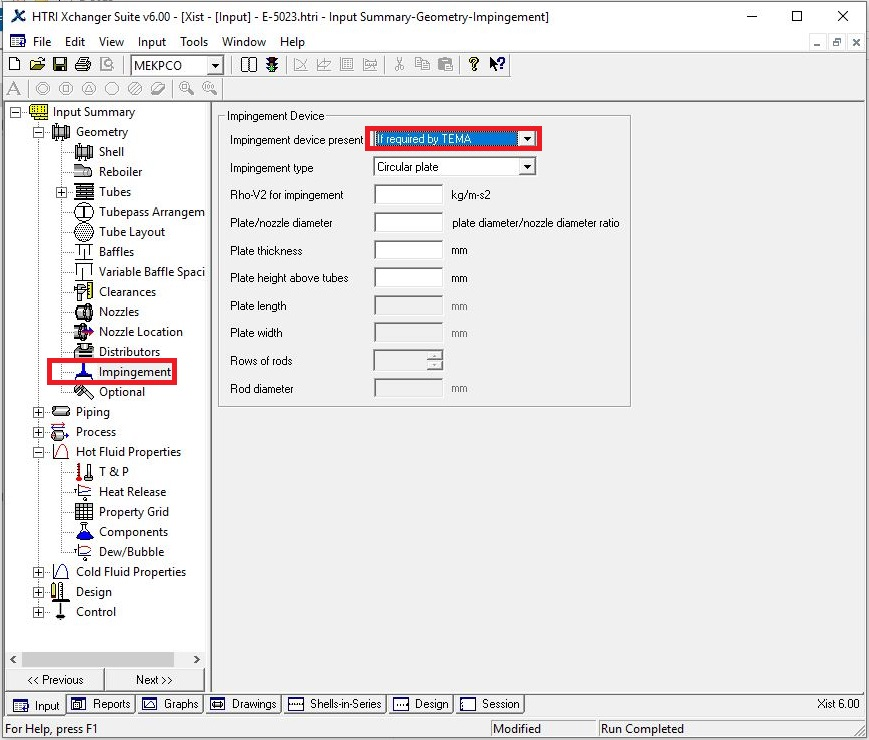 HTRI Xchanger Suite v6.00 - [Xist - [Input] - E-5023.htri - Input Summary-Geometry-Impingement]
File Edit View Input Tools Window Help
MEKPCO
Input Summary
Geometry
Shell
Reboiler
Tubes
Tubepass Arrangem
Tube Layout
Baffles
Variable Baffle Spaci
Clearances
Nozzles
Nozzle Location
Distributors
Impingement
Optional
Piping
Process
Hot Fluid Properties
T & P
Heat Release
Property Grid
Components
Dew/Bubble
Cold Fluid Properties
Design
Control
<< Previous Next >>
Impingement Device
Impingement device present If required by TEMA
Impingement type Circular plate
Rho-V2 for impingement kg/m-s2
Plate/nozzle diameter plate diameter/nozzle diameter ratio
Plate thickness mm
Plate height above tubes mm
Plate length mm
Plate width mm
Rows of rods
Rod diameter mm
Input Reports Graphs Drawings Shells-in-Series Design Session Xist 6.00
For Help, press F1 Modified Run Completed